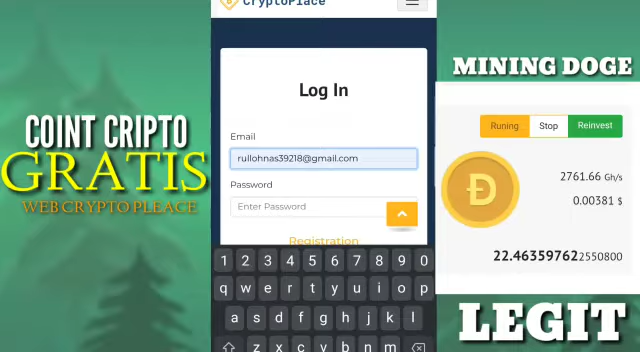 CryptoPlace
MINING DOGE
Log In
COINT CRIPTO
GRATIS
WEB CRYPTO PLEACE
Email
rullohnas39218@gmail.com
Password
Enter Password
Registration
Runing
Stop
Reinvest
2761.66 Gh/s
0.00381 $
22.463597622550800
LEGIT
1 2 3 4 5 6 7 8 9 0
q w e r t y u i o p
a s d f g h j k l
z x c v b n m